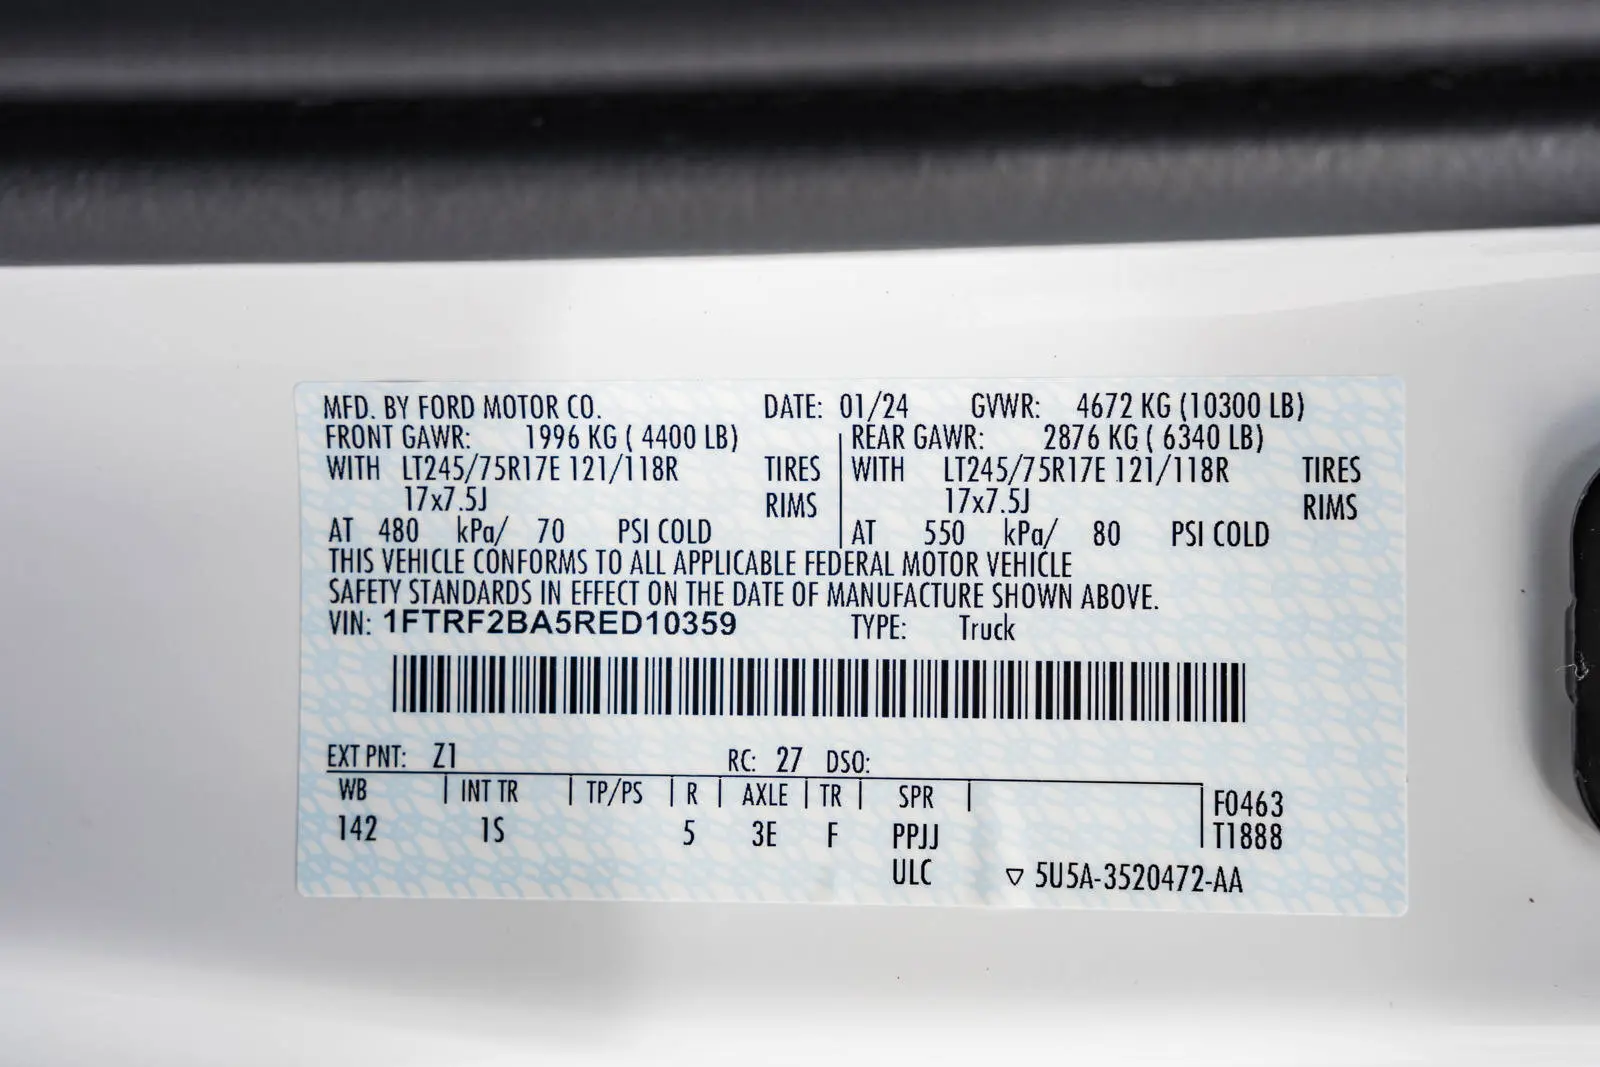 MFD. BY FORD MOTOR CO. DATE: 01/24 GVWR: 4672 KG (10300 LB)
FRONT GAWR: 1996 KG ( 4400 LB) REAR GAWR: 2876 KG ( 6340 LB)
WITH LT245/75R17E 121/118R TIRES WITH LT245/75R17E 121/118R TIRES
17x7.5J RIMS 17x7.5J RIMS
AT 480 kPa/ 70 PSI COLD AT 550 kPa/ 80 PSI COLD
THIS VEHICLE CONFORMS TO ALL APPLICABLE FEDERAL MOTOR VEHICLE
SAFETY STANDARDS IN EFFECT ON THE DATE OF MANUFACTURE SHOWN ABOVE.
VIN: 1FTRF2BA5RED10359 TYPE: Truck
EXT PNT: Z1 RC: 27 DSO:
WB | INT TR | TP/PS | R | AXLE | TR | SPR | F0463
142 1S 5 3E F PPJJ T1888
ULC ▽ 5U5A-3520472-AA